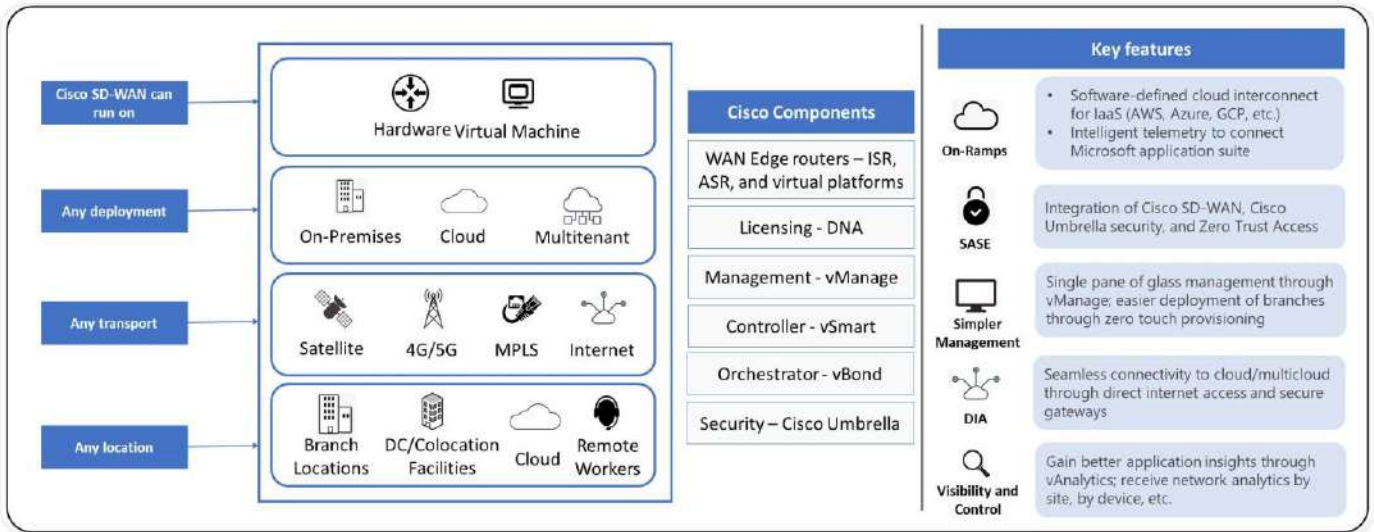 Cisco SD-WAN can
run on
Hardware Virtual Machine
Any deployment
On-Premises Cloud Multitenant
Any transport
Satellite 4G/5G MPLS Internet
Any location
Branch
Locations
DC/Colocation
Facilities
Cloud
Remote
Workers
Cisco Components
WAN Edge routers – ISR,
ASR, and virtual platforms
Licensing - DNA
Management - vManage
Controller - vSmart
Orchestrator - vBond
Security – Cisco Umbrella
Key features
On-Ramps
• Software-defined cloud interconnect
for IaaS (AWS, Azure, GCP, etc.)
• Intelligent telemetry to connect
Microsoft application suite
SASE
Integration of Cisco SD-WAN, Cisco
Umbrella security, and Zero Trust Access
Simpler
Management
Single pane of glass management through
vManage; easier deployment of branches
through zero touch provisioning
DIA
Seamless connectivity to cloud/multicloud
through direct internet access and secure
gateways
Visibility and
Control
Gain better application insights through
vAnalytics; receive network analytics by
site, by device, etc.